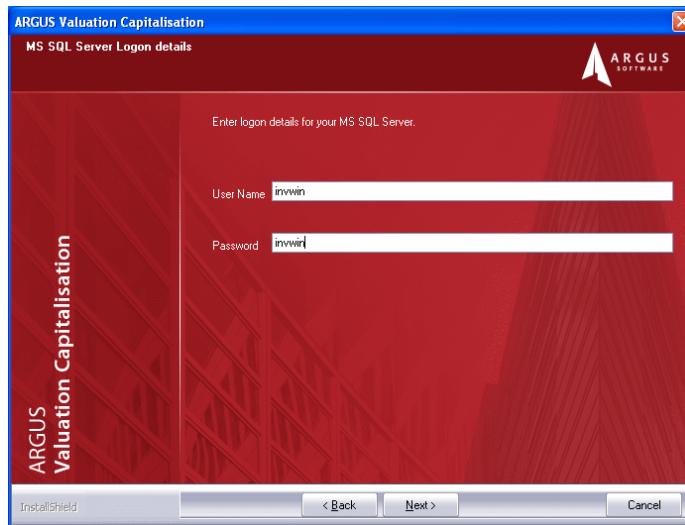 ARGUS Valuation Capitalisation
MS SQL Server Logon details
ARGUS
SOFTWARE
Enter logon details for your MS SQL Server.
User Name invwin
Password invwin
ARGUS
Valuation Capitalisation
InstallShield
< Back
Next >
Cancel